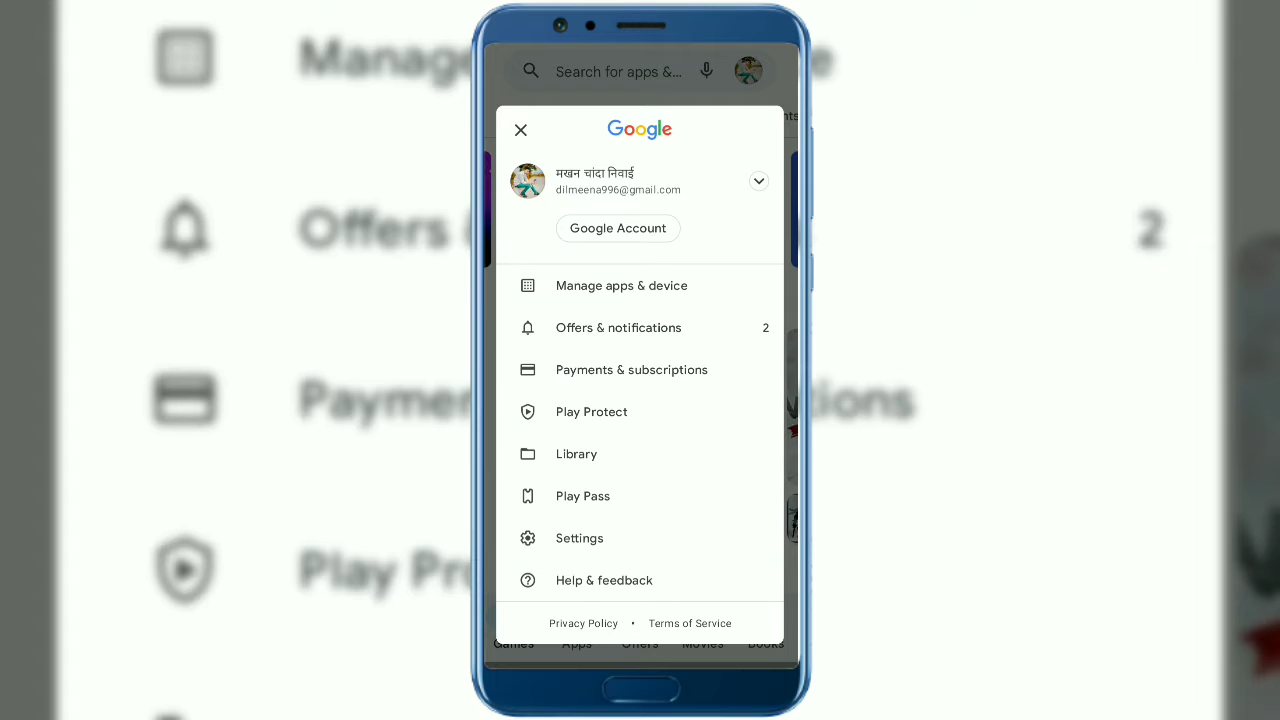 Search for apps &...
Google
मखन चांदा निवाई
dilmeena996@gmail.com
Google Account
Manage apps & device
Offers & notifications 2
Payments & subscriptions
Play Protect
Library
Play Pass
Settings
Help & feedback
Privacy Policy • Terms of Service
Games Apps Offers Movies Books